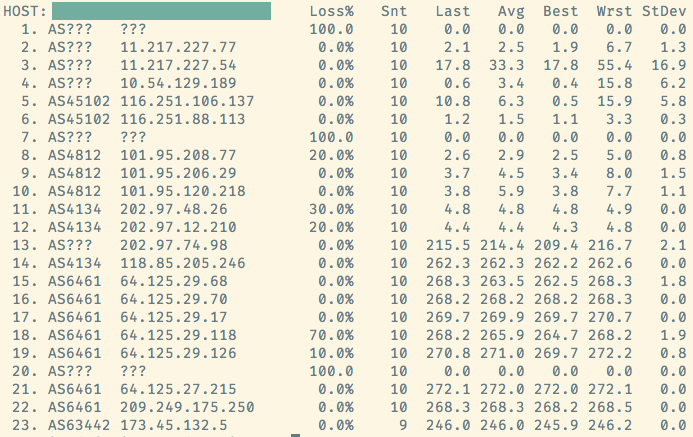 HOST: Loss% Snt Last Avg Best Wrst StDev
1. AS??? ??? 100.0 10 0.0 0.0 0.0 0.0 0.0
2. AS??? 11.217.227.77 0.0% 10 2.1 2.5 1.9 6.7 1.3
3. AS??? 11.217.227.54 0.0% 10 17.8 33.3 17.8 55.4 16.9
4. AS??? 10.54.129.189 0.0% 10 0.6 3.4 0.4 15.8 6.2
5. AS45102 116.251.106.137 0.0% 10 10.8 6.3 0.5 15.9 5.8
6. AS45102 116.251.88.113 0.0% 10 1.2 1.5 1.1 3.3 0.3
7. AS??? ??? 100.0 10 0.0 0.0 0.0 0.0 0.0
8. AS4812 101.95.208.77 20.0% 10 2.6 2.9 2.5 5.0 0.8
9. AS4812 101.95.206.29 0.0% 10 3.7 4.5 3.4 8.0 1.5
10. AS4812 101.95.120.218 0.0% 10 3.8 5.9 3.8 7.7 1.1
11. AS4134 202.97.48.26 30.0% 10 4.8 4.8 4.8 4.9 0.0
12. AS4134 202.97.12.210 20.0% 10 4.4 4.4 4.3 4.8 0.0
13. AS??? 202.97.74.98 0.0% 10 215.5 214.4 209.4 216.7 2.1
14. AS4134 118.85.205.246 0.0% 10 262.3 262.3 262.2 262.6 0.0
15. AS6461 64.125.29.68 0.0% 10 268.3 263.5 262.5 268.3 1.8
16. AS6461 64.125.29.70 0.0% 10 268.2 268.2 268.2 268.3 0.0
17. AS6461 64.125.29.17 0.0% 10 269.7 269.9 269.7 270.7 0.0
18. AS6461 64.125.29.118 70.0% 10 268.2 265.9 264.7 268.2 1.9
19. AS6461 64.125.29.126 10.0% 10 270.8 271.0 269.7 272.2 0.8
20. AS??? ??? 100.0 10 0.0 0.0 0.0 0.0 0.0
21. AS6461 64.125.27.215 0.0% 10 272.1 272.0 272.0 272.1 0.0
22. AS6461 209.249.175.250 0.0% 10 268.3 268.3 268.2 268.5 0.0
23. AS63442 173.45.132.5 0.0% 9 246.0 246.0 245.9 246.2 0.0